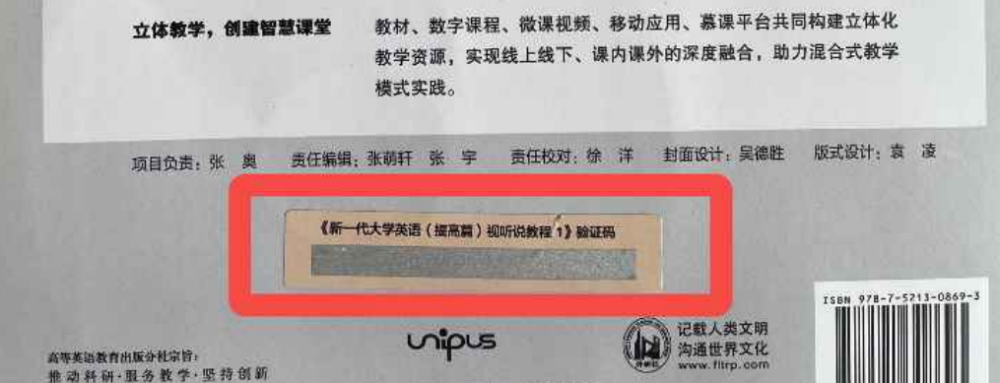 立体教学，创建智慧课堂
教材、数字课程、微课视频、移动应用、慕课平台共同构建立体化
教学资源，实现线上线下、课内课外的深度融合，助力混合式教学
模式实践。
项目负责：张 奥 责任编辑：张萌轩 张 宇 责任校对：徐 洋 封面设计：吴德胜 版式设计：袁 凌
《新一代大学英语（提高篇）视听说教程 1》验证码
ISBN 978-7-5213-0869-3
unipus
外研社
记载人类文明
沟通世界文化
www.fltrp.com
高等英语教育出版分社宗旨：
推动科研·服务教学·坚持创新